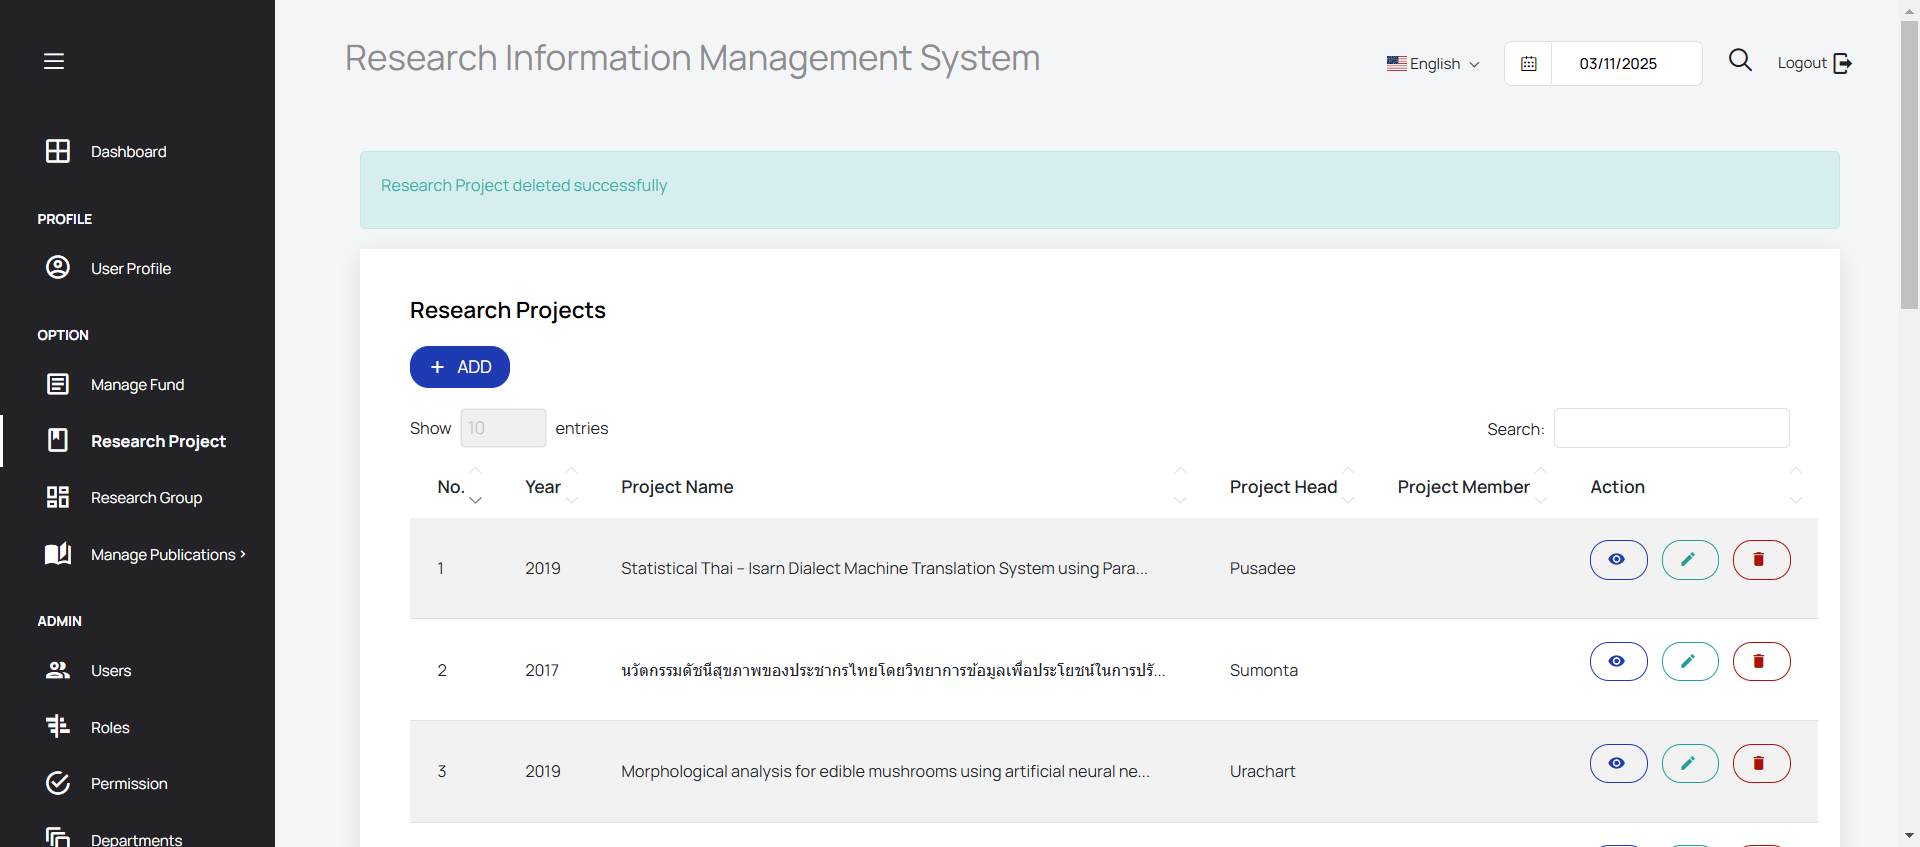 Research Information Management System
English
03/11/2025
Logout
Dashboard
PROFILE
User Profile
OPTION
Manage Fund
Research Project
Research Group
Manage Publications
ADMIN
Users
Roles
Permission
Departments
Research Project deleted successfully
Research Projects
+ ADD
Show 10 entries
Search:
No. Year Project Name Project Head Project Member Action
1 2019 Statistical Thai – Isarn Dialect Machine Translation System using Para... Pusadee
2 2017 นวัตกรรมดัชนีสุขภาพของประชากรไทยโดยวิทยาการข้อมูลเพื่อประโยชน์ในการปรั... Sumonta
3 2019 Morphological analysis for edible mushrooms using artificial neural ne... Urachart